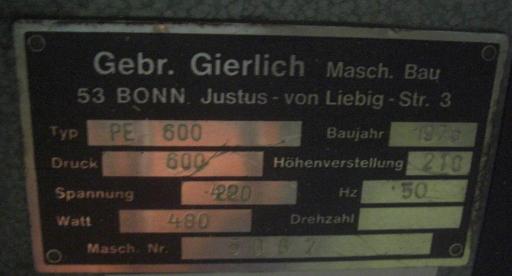 Gebr. Gierlich Masch. Bau
53 BONN Justus-von Liebig-Str. 3
Typ PE 600 Baujahr
Druck 600 Höhenverstellung 210
Spannung Hz 50
Watt 480 Drehzahl
Masch. Nr.